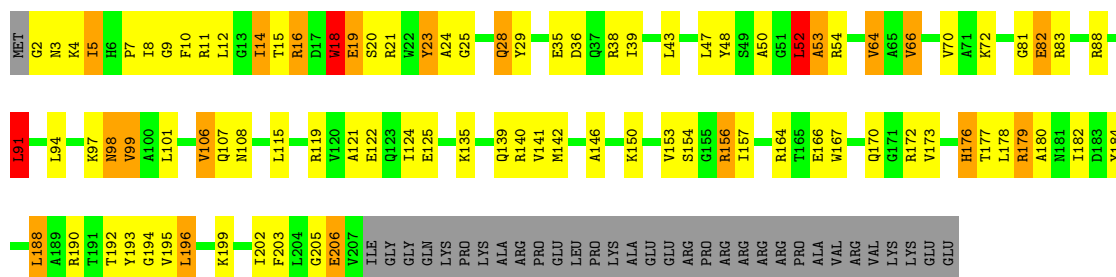 MET G2 N3 K4 I5 H6 P7 I8 G9 F10 R11 L12 G13 I14 T15 R16 D17 W18 E19 S20 R21 W22 Y23 A24 G25 Q28 Y29 E35 D36 Q37 R38 I39 L43 L47 Y48 S49 A50 G51 L52 A53 R54 V64 A65 V66 V70 A71 K72 G81 E82 R83 R88
L91 L94 K97 N98 V99 A100 L101 V106 Q107 N108 L115 R119 V120 A121 E122 Q123 I124 E125 K135 Q139 R140 V141 M142 A146 K150 V153 S154 G155 R156 I157 R164 T165 E166 W167 Q170 G171 R172 V173 H176 T177 L178 R179 A180 N181 I182 D183 Y184
L188 A189 R190 T191 T192 Y193 G194 V195 L196 K199 I202 F203 L204 G205 E206 V207 ILE GLY GLY GLN LYS PRO LYS ALA ARG PRO GLU LEU PRO LYS ALA GLU GLU ARG PRO ARG ARG ARG ARG PRO ALA VAL ARG VAL LYS LYS GLU GLU